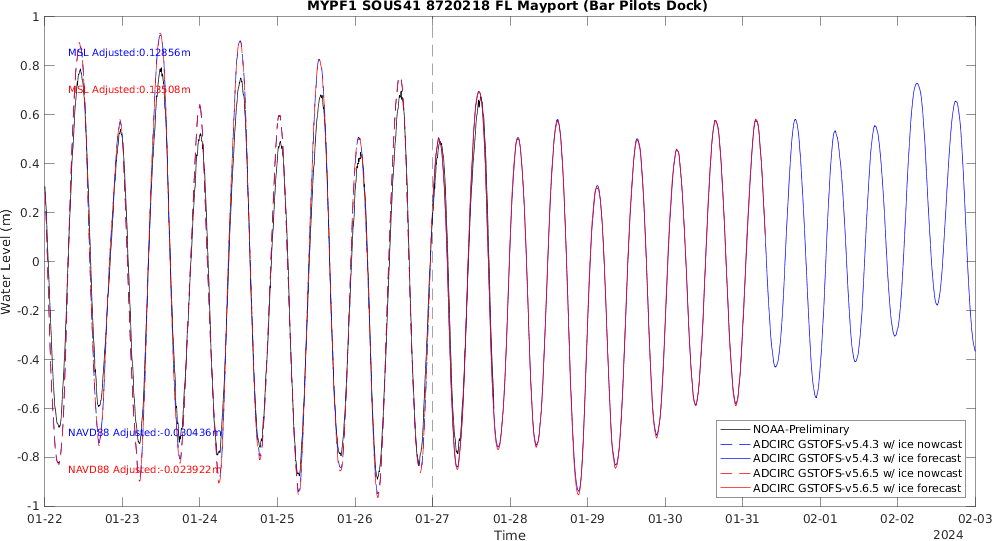 MYPF1 SOUS41 8720218 FL Mayport (Bar Pilots Dock)
1
0.8
0.6
0.4
0.2
0
-0.2
-0.4
-0.6
-0.8
-1
Water Level (m)
MSL Adjusted:0.12856m
MSL Adjusted:0.13508m
NAVD88 Adjusted:-0.030436m
NAVD88 Adjusted:-0.023922m
NOAA-Preliminary
ADCIRC GSTOFS-v5.4.3 w/ ice nowcast
ADCIRC GSTOFS-v5.4.3 w/ ice forecast
ADCIRC GSTOFS-v5.6.5 w/ ice nowcast
ADCIRC GSTOFS-v5.6.5 w/ ice forecast
01-22 01-23 01-24 01-25 01-26 01-27 01-28 01-29 01-30 01-31 02-01 02-02 02-03
Time
2024